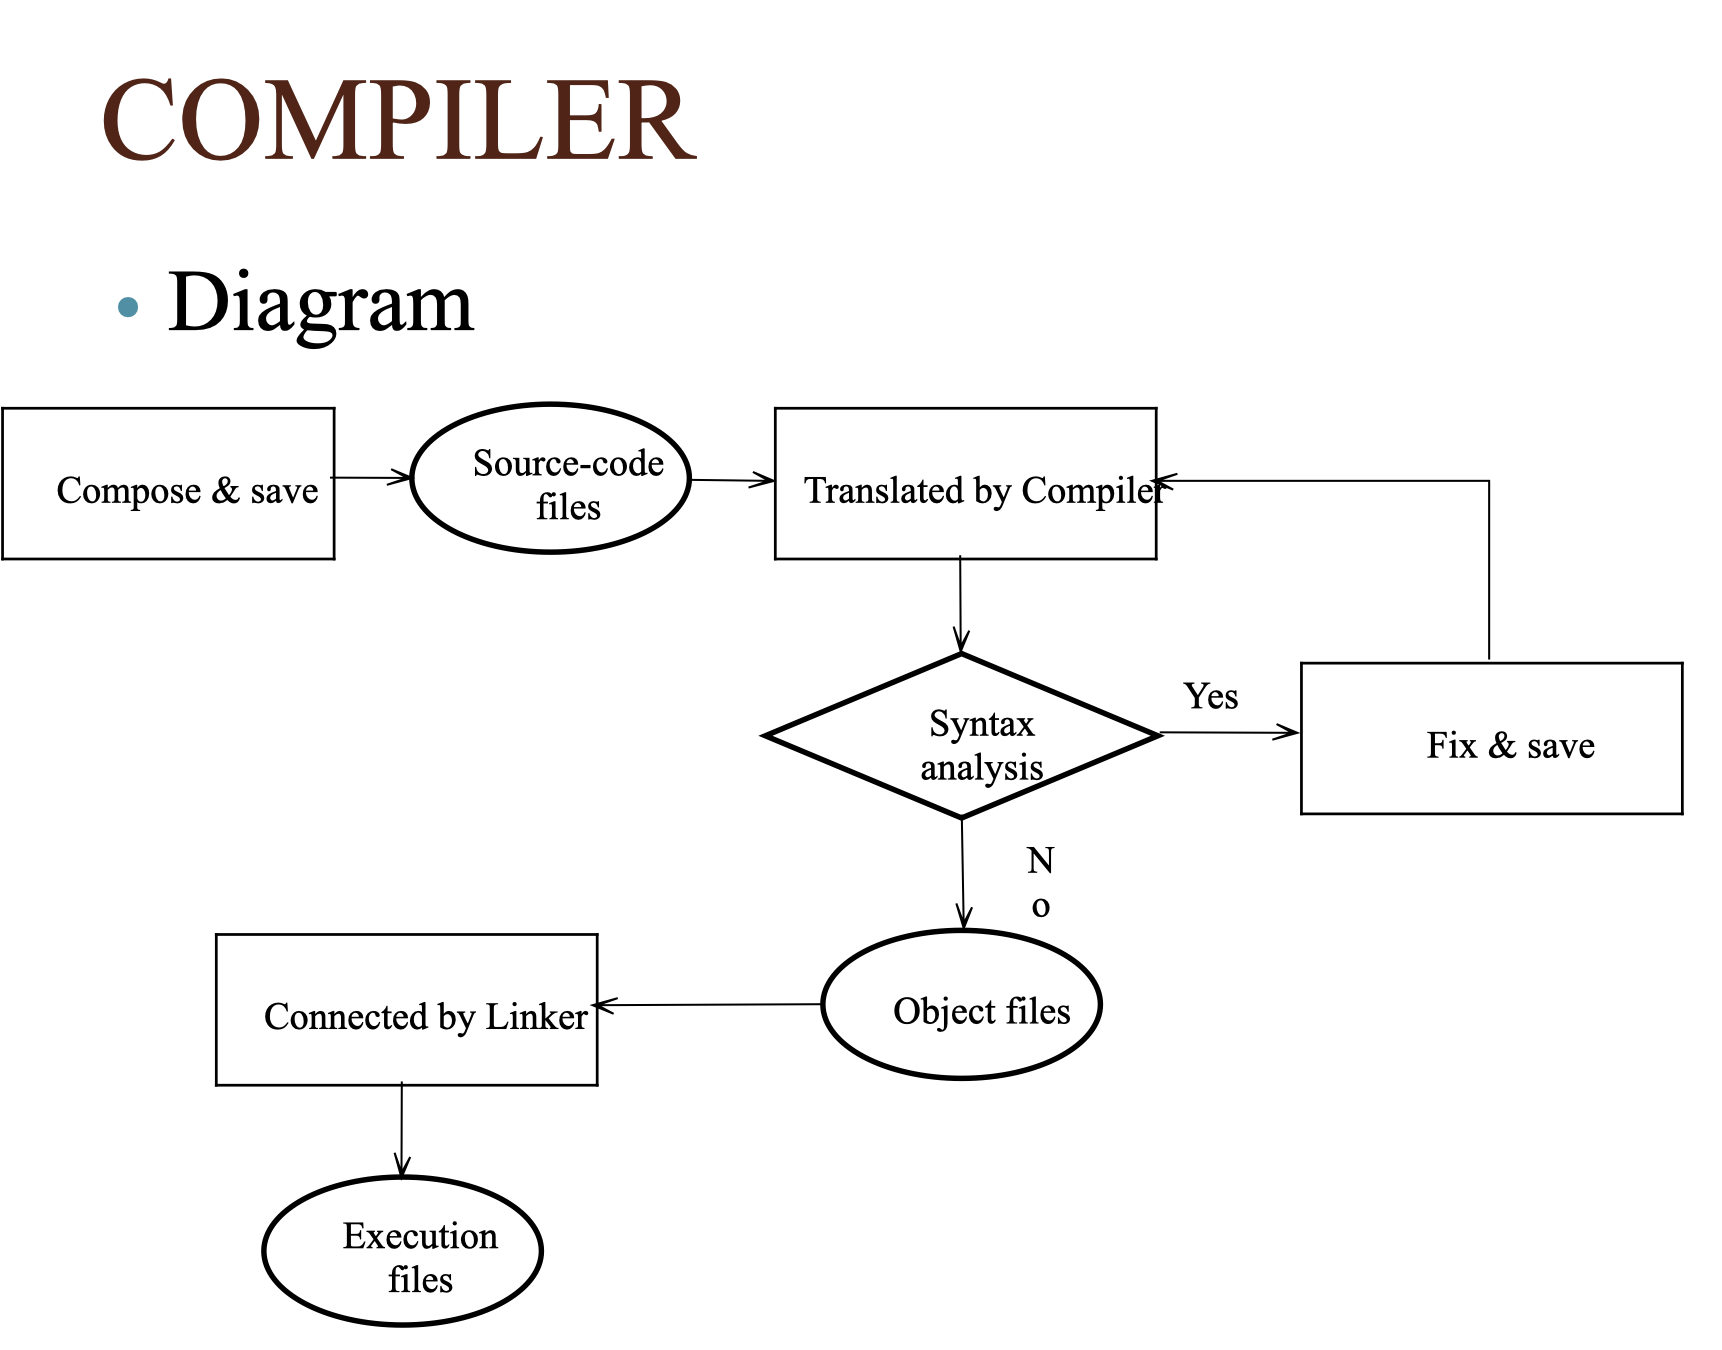 COMPILER
• Diagram
Compose & save
Source-code
files
Translated by Compiler
Syntax
analysis
Yes
Fix & save
N
o
Connected by Linker
Object files
Execution
files